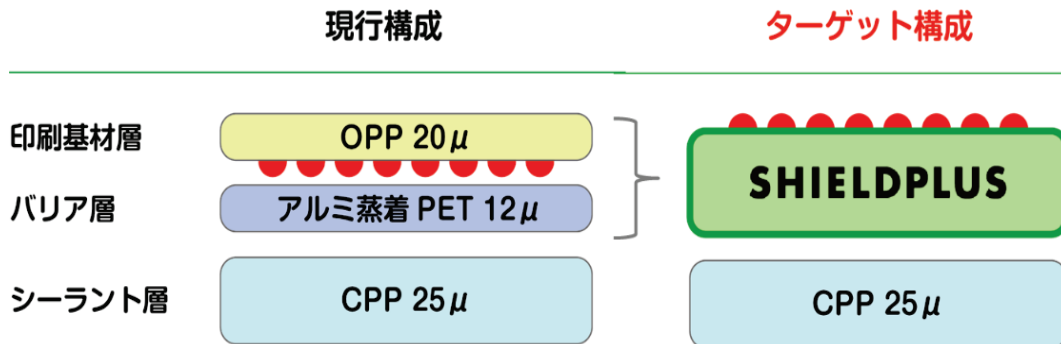 現行構成
ターゲット構成
印刷基材層
OPP 20μ
バリア層
アルミ蒸着 PET 12μ
SHIELDPLUS
シーラント層
CPP 25μ
CPP 25μ